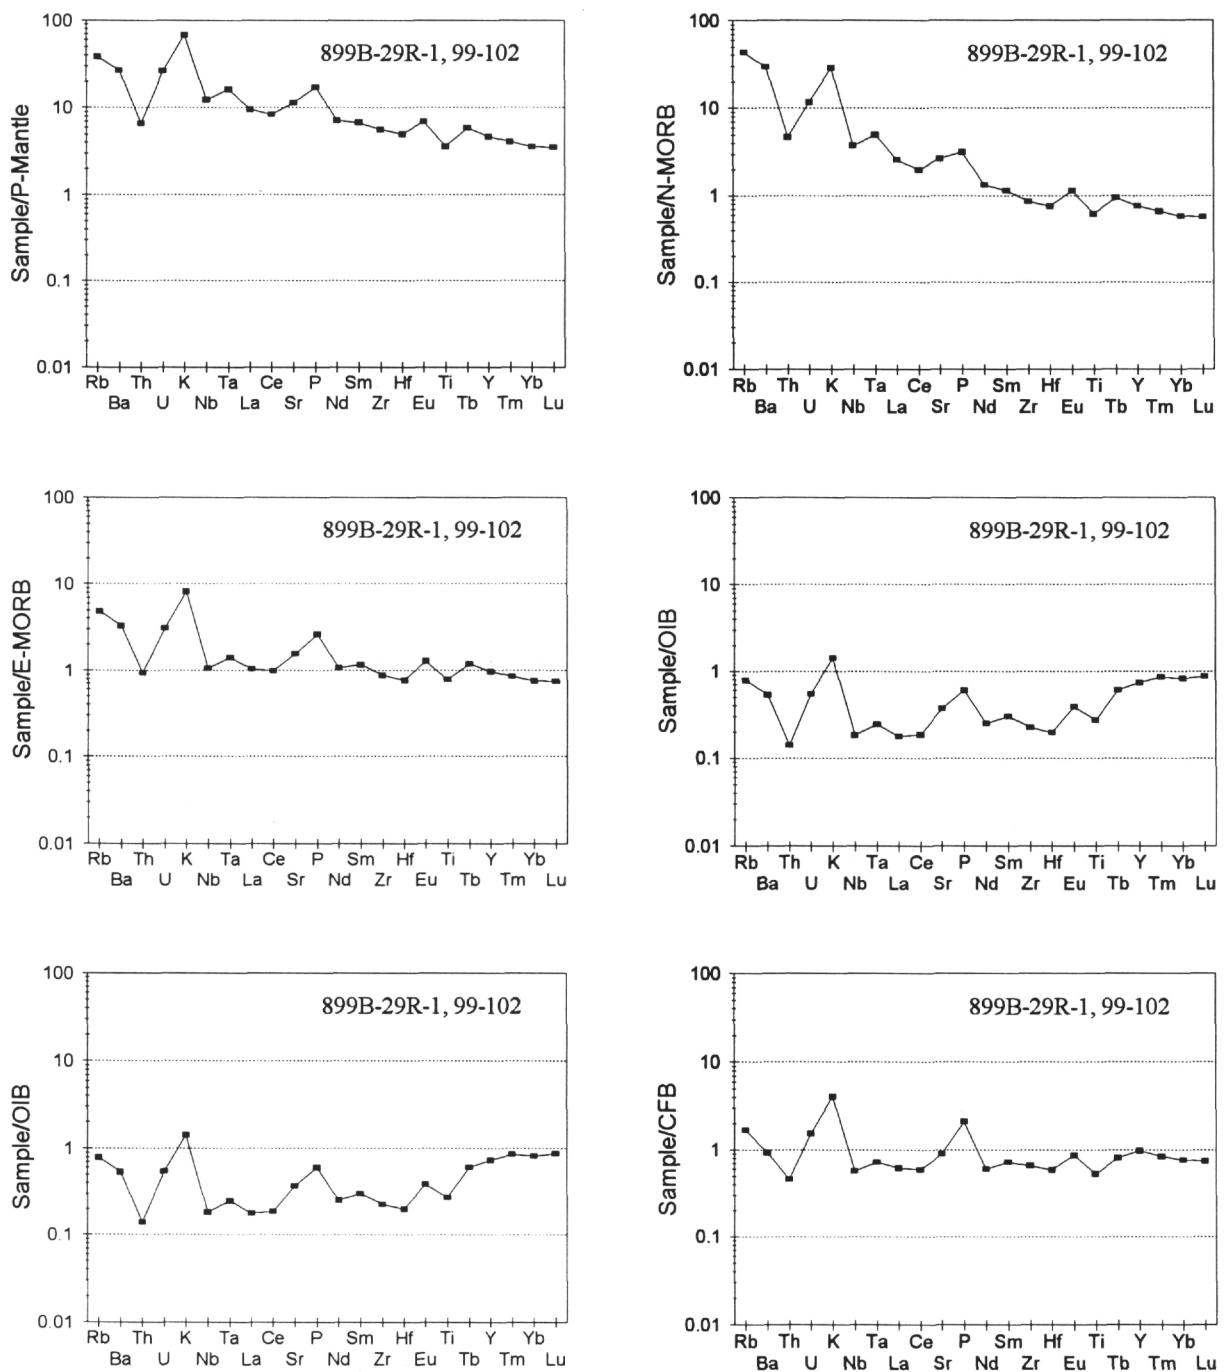 899B-29R-1, 99-102
Sample/P-Mantle
100
10
1
0.1
0.01
Rb Th K Ta Ce P Sm Hf Ti Y Yb
Ba U Nb La Sr Nd Zr Eu Tb Tm Lu
899B-29R-1, 99-102
Sample/N-MORB
100
10
1
0.1
0.01
Rb Th K Ta Ce P Sm Hf Ti Y Yb
Ba U Nb La Sr Nd Zr Eu Tb Tm Lu
899B-29R-1, 99-102
Sample/E-MORB
100
10
1
0.1
0.01
Rb Th K Ta Ce P Sm Hf Ti Y Yb
Ba U Nb La Sr Nd Zr Eu Tb Tm Lu
899B-29R-1, 99-102
Sample/OIB
100
10
1
0.1
0.01
Rb Th K Ta Ce P Sm Hf Ti Y Yb
Ba U Nb La Sr Nd Zr Eu Tb Tm Lu
899B-29R-1, 99-102
Sample/OIB
100
10
1
0.1
0.01
Rb Th K Ta Ce P Sm Hf Ti Y Yb
Ba U Nb La Sr Nd Zr Eu Tb Tm Lu
899B-29R-1, 99-102
Sample/CFB
100
10
1
0.1
0.01
Rb Th K Ta Ce P Sm Hf Ti Y Yb
Ba U Nb La Sr Nd Zr Eu Tb Tm Lu